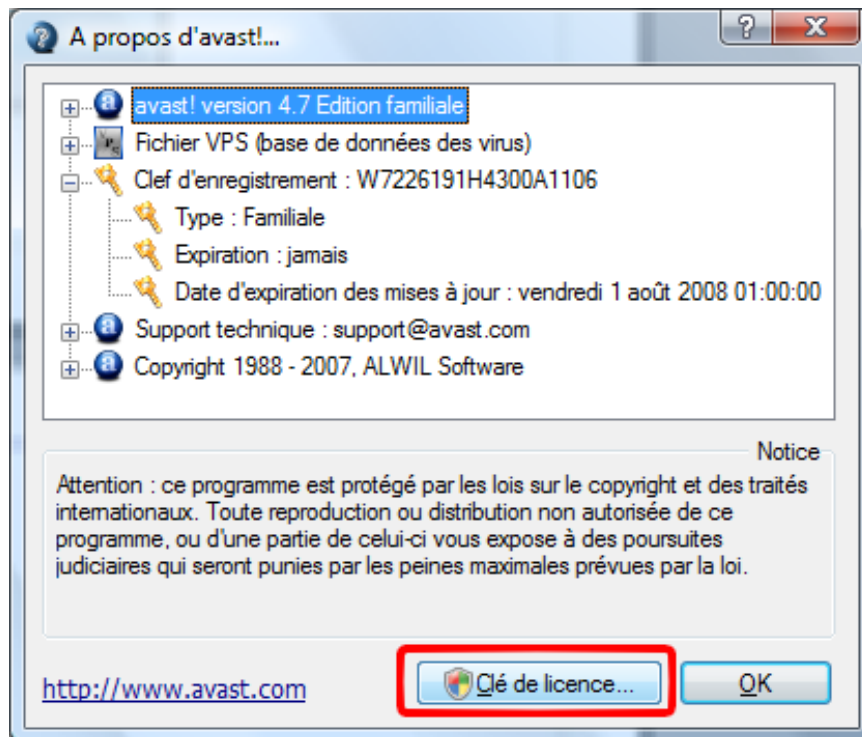 A propos d'avast!...
avast! version 4.7 Edition familiale
Fichier VPS (base de données des virus)
Clef d'enregistrement : W7226191H4300A1106
Type : Familiale
Expiration : jamais
Date d'expiration des mises à jour : vendredi 1 août 2008 01:00:00
Support technique : support@avast.com
Copyright 1988 - 2007, ALWIL Software
Notice
Attention : ce programme est protégé par les lois sur le copyright et des traités
internationaux. Toute reproduction ou distribution non autorisée de ce
programme, ou d'une partie de celui-ci vous expose à des poursuites
judiciaires qui seront punies par les peines maximales prévues par la loi.
http://www.avast.com
Clé de licence...
OK